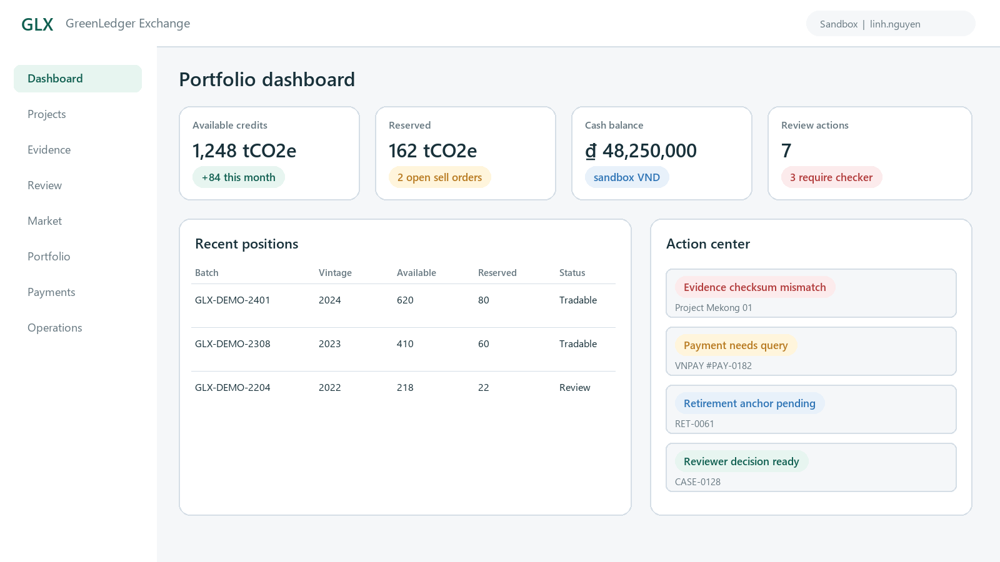 GLX GreenLedger Exchange
Sandbox | linh.nguyen
Dashboard
Projects
Evidence
Review
Market
Portfolio
Payments
Operations
Portfolio dashboard
Available credits
1,248 tCO2e
+84 this month
Reserved
162 tCO2e
2 open sell orders
Cash balance
₫ 48,250,000
sandbox VND
Review actions
7
3 require checker
Recent positions
Batch Vintage Available Reserved Status
GLX-DEMO-2401 2024 620 80 Tradable
GLX-DEMO-2308 2023 410 60 Tradable
GLX-DEMO-2204 2022 218 22 Review
Action center
Evidence checksum mismatch
Project Mekong 01
Payment needs query
VNPAY #PAY-0182
Retirement anchor pending
RET-0061
Reviewer decision ready
CASE-0128